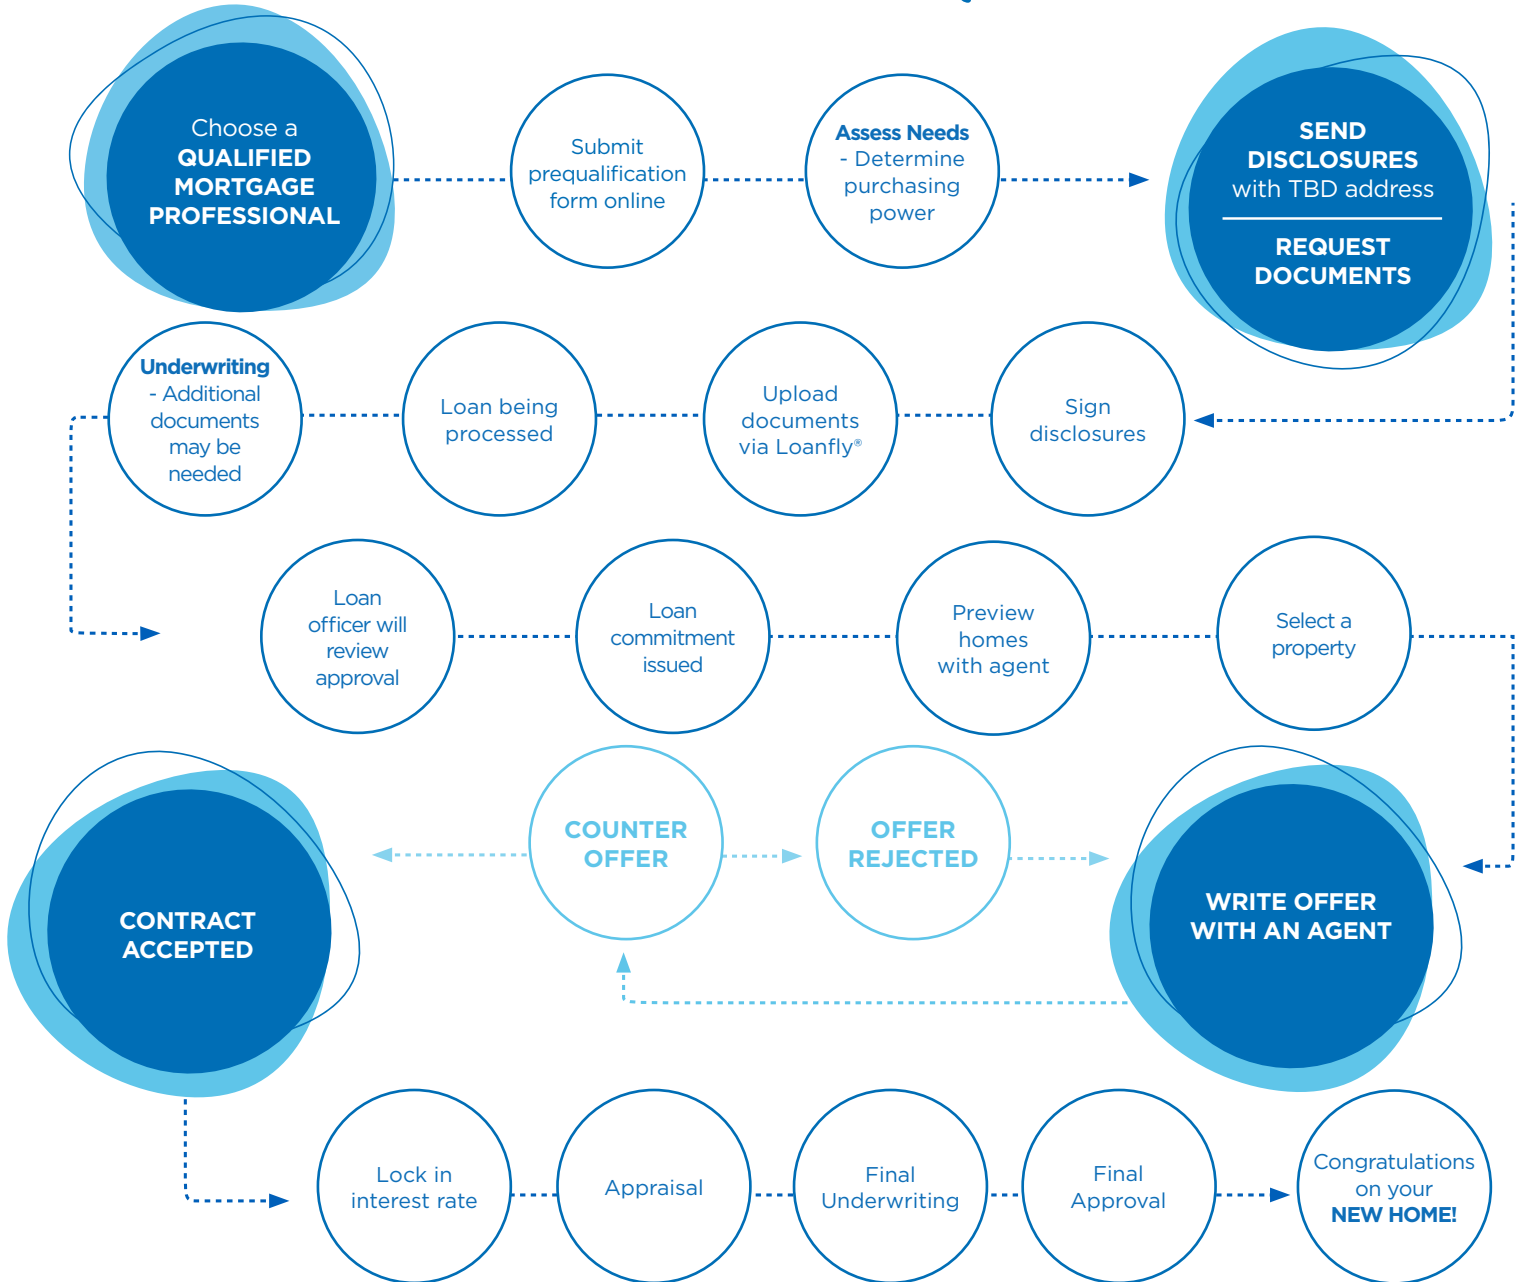 Choose a
QUALIFIED
MORTGAGE
PROFESSIONAL
Submit
prequalification
form online
Assess Needs
- Determine
purchasing
power
SEND
DISCLOSURES
with TBD address
REQUEST
DOCUMENTS
Sign
disclosures
Upload
documents
via Loanfly®
Loan being
processed
Underwriting
- Additional
documents
may be
needed
Loan
officer will
review
approval
Loan
commitment
issued
Preview
homes
with agent
Select a
property
WRITE OFFER
WITH AN AGENT
COUNTER
OFFER
OFFER
REJECTED
CONTRACT
ACCEPTED
Lock in
interest rate
Appraisal
Final
Underwriting
Final
Approval
Congratulations
on your
NEW HOME!